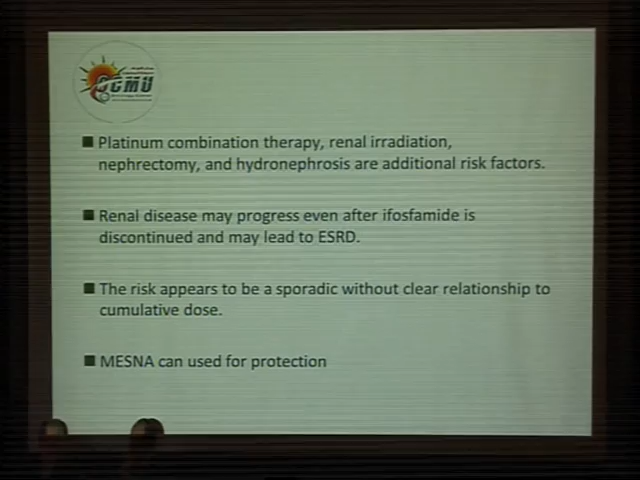 OCMU
Platinum combination therapy, renal irradiation,
nephrectomy, and hydronephrosis are additional risk factors.
Renal disease may progress even after ifosfamide is
discontinued and may lead to ESRD.
The risk appears to be a sporadic without clear relationship to
cumulative dose.
MESNA can used for protection